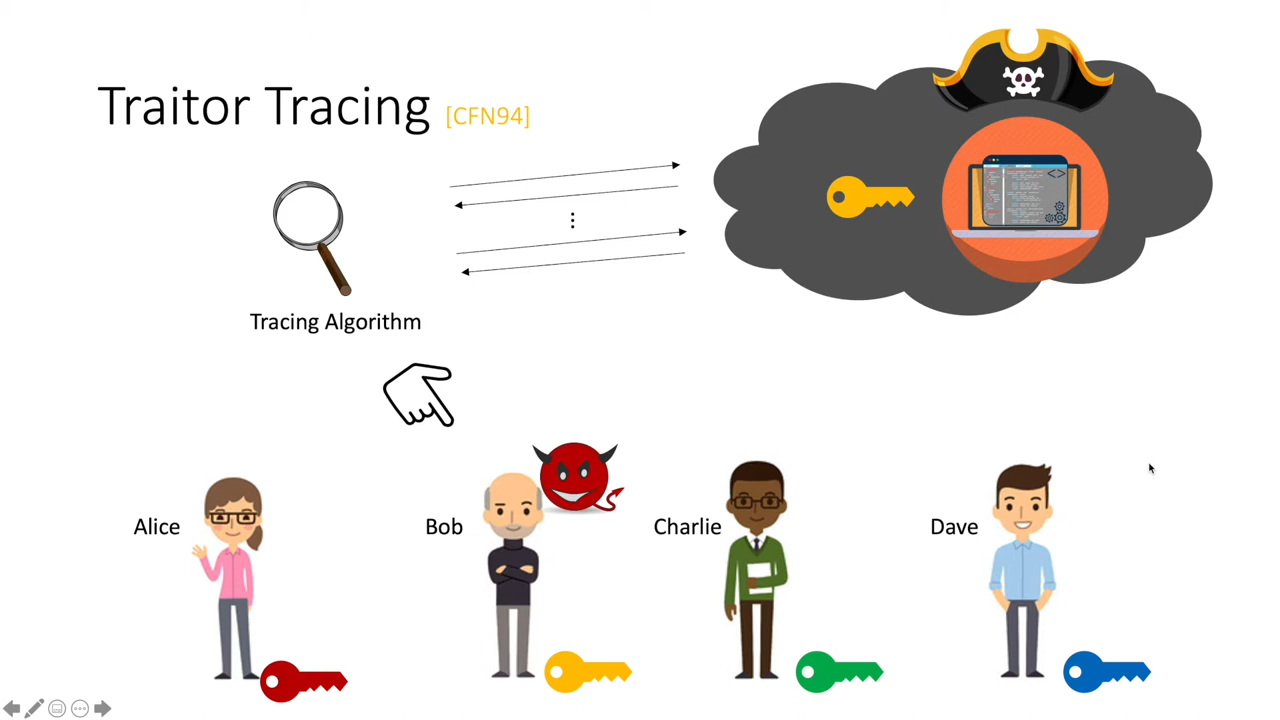 Traitor Tracing [CFN94]
Tracing Algorithm
Alice
Bob
Charlie
Dave